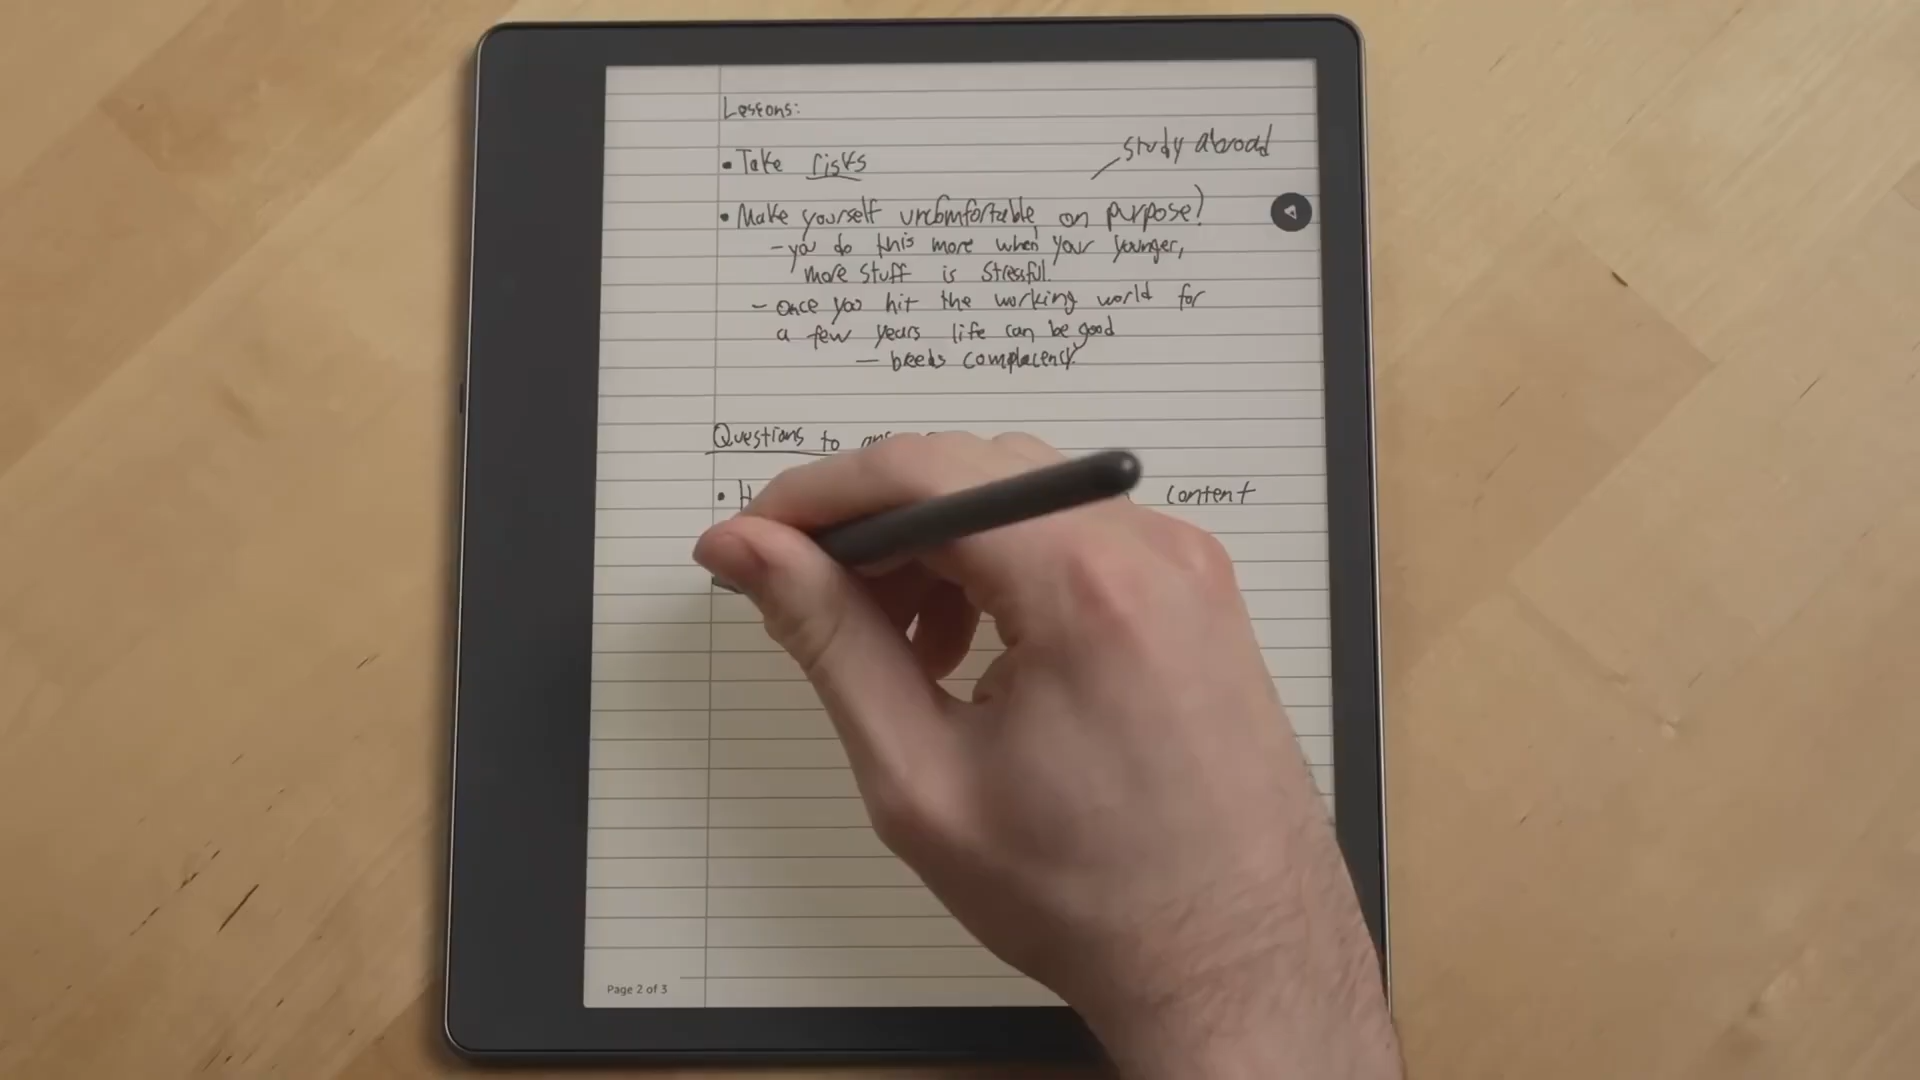 Lessons:
study abroad
• Take risks
• Make yourself uncomfortable on purpose?
- you do this more when your younger,
more stuff is stressful.
- once you hit the working world for
a few years life can be good
- breeds complacency
Questions to
• content
Page 2 of 3